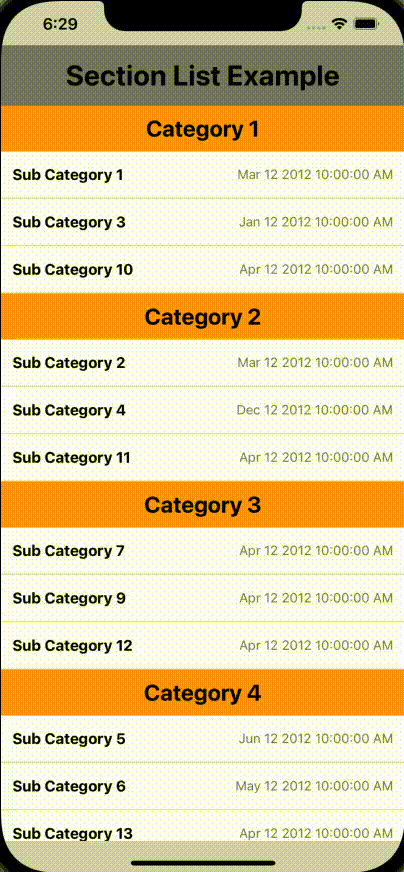 6:29
Section List Example
Category 1
Sub Category 1 Mar 12 2012 10:00:00 AM
Sub Category 3 Jan 12 2012 10:00:00 AM
Sub Category 10 Apr 12 2012 10:00:00 AM
Category 2
Sub Category 2 Mar 12 2012 10:00:00 AM
Sub Category 4 Dec 12 2012 10:00:00 AM
Sub Category 11 Apr 12 2012 10:00:00 AM
Category 3
Sub Category 7 Apr 12 2012 10:00:00 AM
Sub Category 9 Apr 12 2012 10:00:00 AM
Sub Category 12 Apr 12 2012 10:00:00 AM
Category 4
Sub Category 5 Jun 12 2012 10:00:00 AM
Sub Category 6 May 12 2012 10:00:00 AM
Sub Category 13 Apr 12 2012 10:00:00 AM